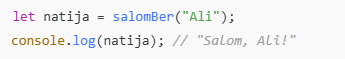 let natija = salomBer("Ali");
console.log(natija); // "Salom, Ali!"